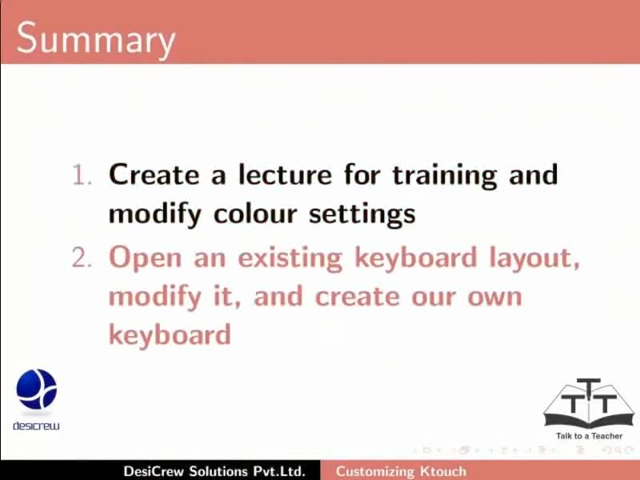 Summary
1. Create a lecture for training and
modify colour settings
2. Open an existing keyboard layout,
modify it, and create our own
keyboard
desicrew
T T T
Talk to a Teacher
DesiCrew Solutions Pvt.Ltd. Customizing Ktouch